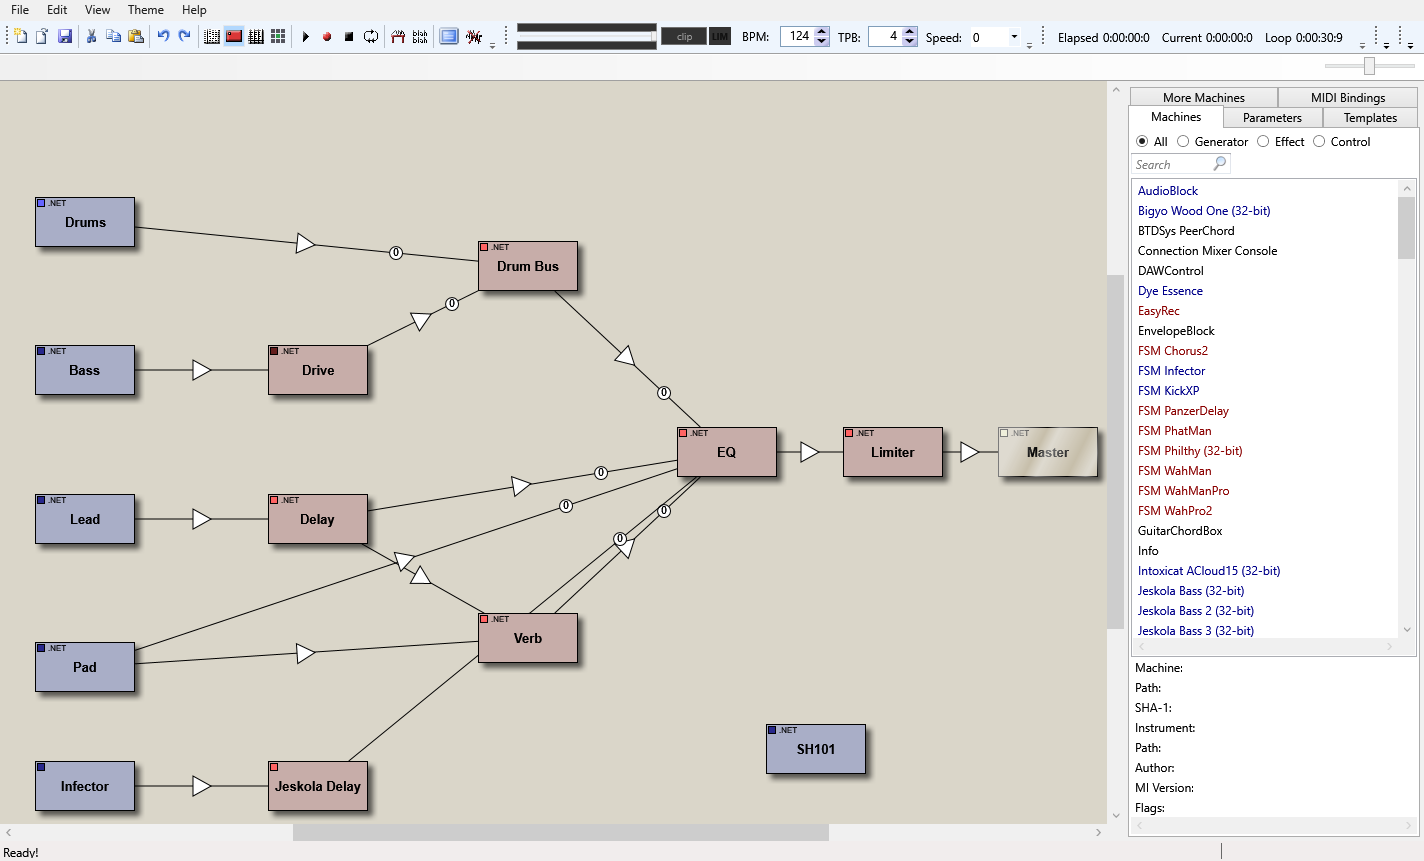 File Edit View Theme Help
clip LIM BPM: 124 TPB: 4 Speed: 0 Elapsed 0:00:00:0 Current 0:00:00:0 Loop 0:00:30:9
More Machines MIDI Bindings
Machines Parameters Templates
All Generator Effect Control
Search
AudioBlock
Bigyo Wood One (32-bit)
BTDSys PeerChord
Connection Mixer Console
DAWControl
Dye Essence
EasyRec
EnvelopeBlock
FSM Chorus2
FSM Infector
FSM KickXP
FSM PanzerDelay
FSM PhatMan
FSM Philthy (32-bit)
FSM WahMan
FSM WahManPro
FSM WahPro2
GuitarChordBox
Info
Intoxicat ACloud15 (32-bit)
Jeskola Bass (32-bit)
Jeskola Bass 2 (32-bit)
Jeskola Bass 3 (32-bit)
Machine:
Path:
SHA-1:
Instrument:
Path:
Author:
MI Version:
Flags:
.NET
Drums
0
.NET
Drum Bus
0
.NET
Bass
.NET
Drive
0
.NET
EQ
.NET
Limiter
.NET
Master
.NET
Lead
.NET
Delay
0
0
0
0
.NET
Pad
.NET
Verb
.NET
SH101
Infector
Jeskola Delay
Ready!